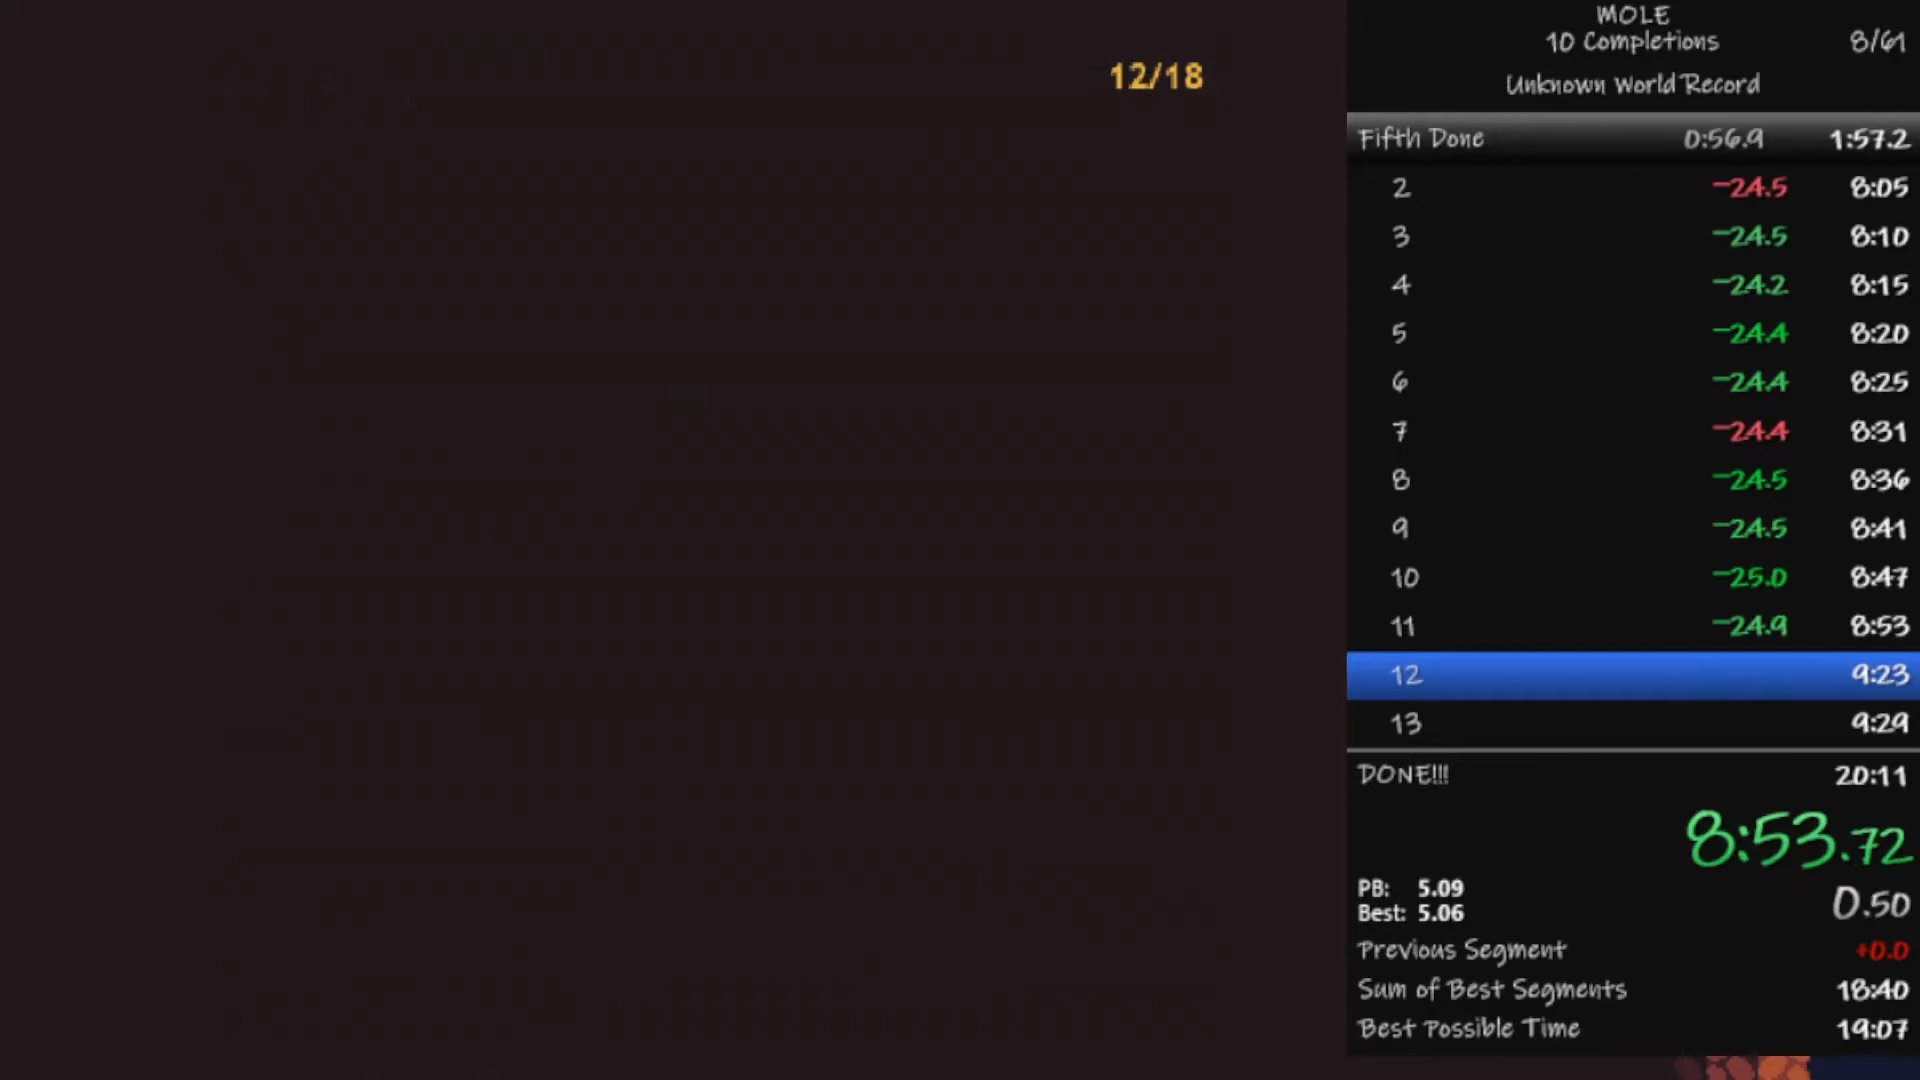 12/18
MOLE
10 Completions 8/61
Unknown World Record
Fifth Done 0:56.9 1:57.2
2 −24.5 8:05
3 −24.5 8:10
4 −24.2 8:15
5 −24.4 8:20
6 −24.4 8:25
7 −24.4 8:31
8 −24.5 8:36
9 −24.5 8:41
10 −25.0 8:47
11 −24.9 8:53
12 9:23
13 9:29
DONE!!! 20:11
8:53.72
PB: 5.09
Best: 5.06
0.50
Previous Segment +0.0
Sum of Best Segments 18:40
Best Possible Time 19:07